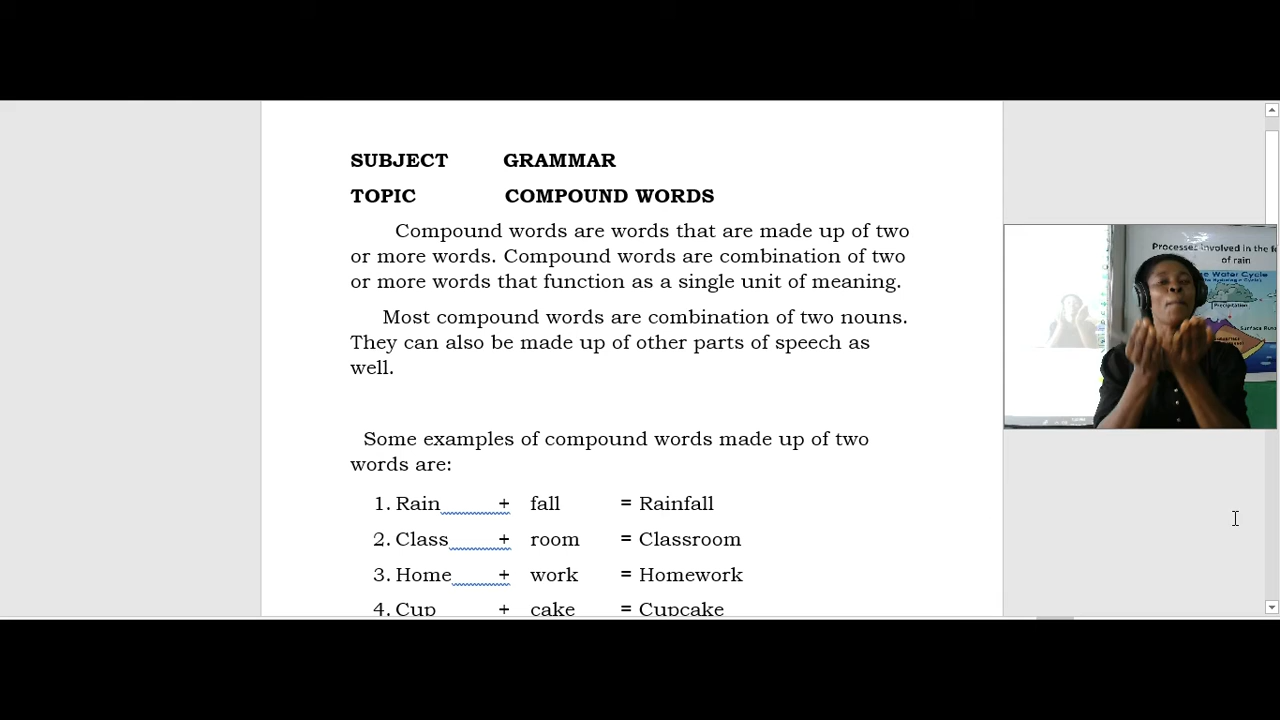 SUBJECT GRAMMAR
TOPIC COMPOUND WORDS
Compound words are words that are made up of two
or more words. Compound words are combination of two
or more words that function as a single unit of meaning.
Most compound words are combination of two nouns.
They can also be made up of other parts of speech as
well.
Some examples of compound words made up of two
words are:
1. Rain + fall = Rainfall
2. Class + room = Classroom
3. Home + work = Homework
4. Cup + cake = Cupcake
Processes involved in the
of rain
Water Cycle
Precipitation
Surface